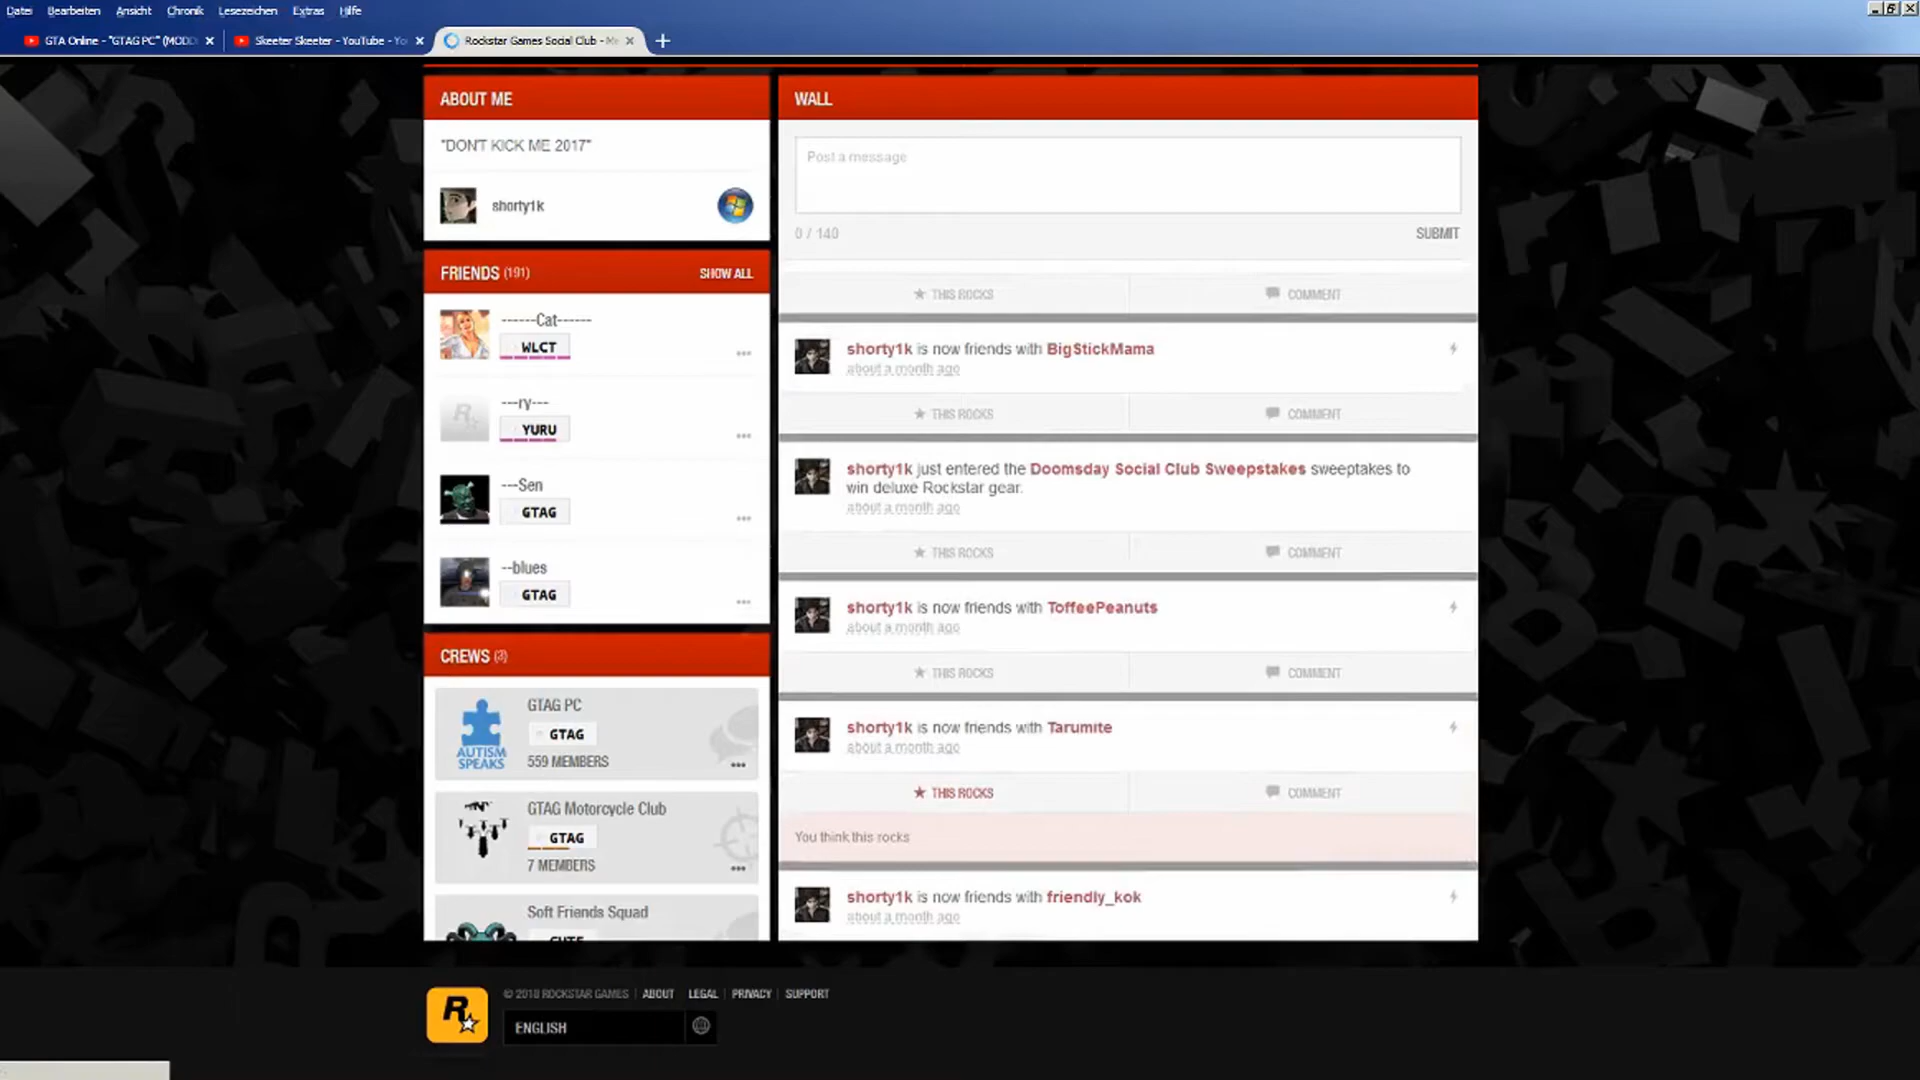 Datei Bearbeiten Ansicht Chronik Lesezeichen Extras Hilfe
GTA Online - "GTAG PC" (MODD
Skeeter Skeeter - YouTube - Yo
Rockstar Games Social Club - Me
ABOUT ME
"DON'T KICK ME 2017"
shorty1k
FRIENDS (191) SHOW ALL
------Cat------
WLCT
---ry---
YURU
---Sen
GTAG
--blues
GTAG
CREWS (3)
GTAG PC
GTAG
559 MEMBERS
AUTISM
SPEAKS
GTAG Motorcycle Club
GTAG
7 MEMBERS
Soft Friends Squad
WALL
Post a message
0 / 140 SUBMIT
THIS ROCKS COMMENT
shorty1k is now friends with BigStickMama
about a month ago
THIS ROCKS COMMENT
shorty1k just entered the Doomsday Social Club Sweepstakes sweeptakes to
win deluxe Rockstar gear.
about a month ago
THIS ROCKS COMMENT
shorty1k is now friends with ToffeePeanuts
about a month ago
THIS ROCKS COMMENT
shorty1k is now friends with Tarumite
about a month ago
THIS ROCKS COMMENT
You think this rocks
shorty1k is now friends with friendly_kok
about a month ago
© 2018 ROCKSTAR GAMES | ABOUT LEGAL | PRIVACY | SUPPORT
ENGLISH